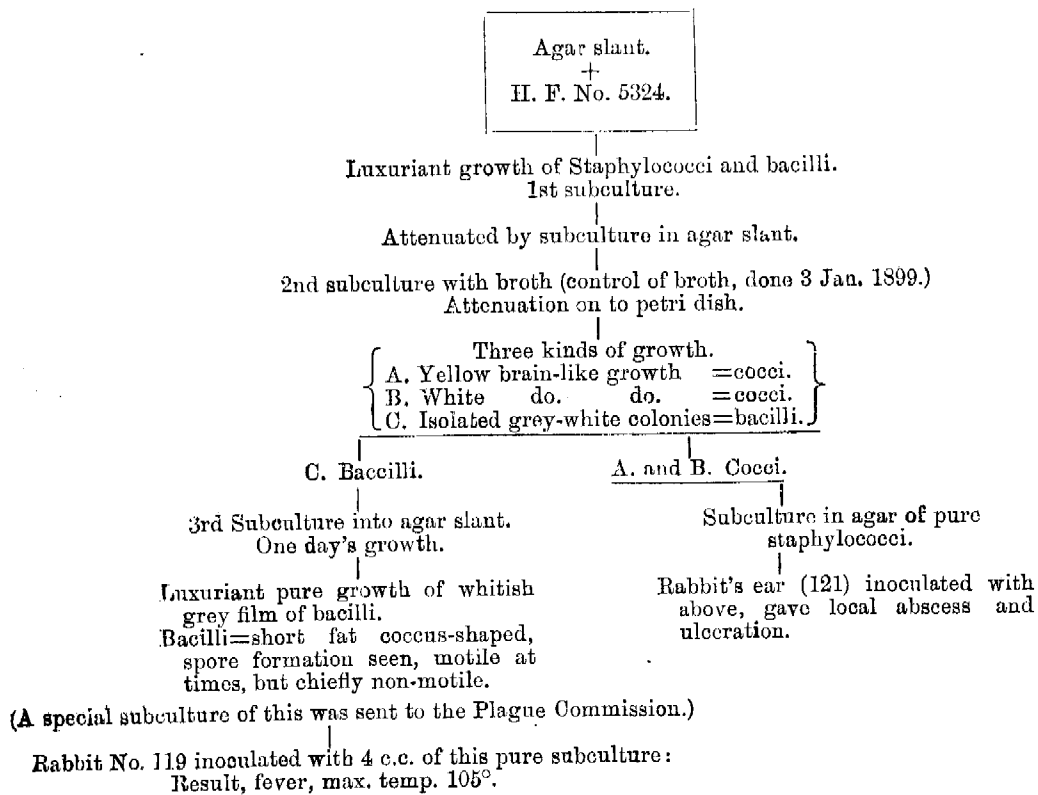 Agar slant.
+
H. F. No. 5324.
Luxuriant growth of Staphylococci and bacilli.
1st subculture.
Attenuated by subculture in agar slant.
2nd subculture with broth (control of broth, done 3 Jan. 1899.)
Attenuation on to petri dish.
Three kinds of growth.
A. Yellow brain-like growth =cocci.
B. White do. do. =cocci.
C. Isolated grey-white colonies=bacilli.
C. Baccilli.
3rd Subculture into agar slant.
One day's growth.
Luxuriant pure growth of whitish
grey film of bacilli.
Bacilli=short fat coccus-shaped,
spore formation seen, motile at
times, but chiefly non-motile.
(A special subculture of this was sent to the Plague Commission.)
Rabbit No. 119 inoculated with 4 c.c. of this pure subculture:
Result, fever, max. temp. 105°.
A. and B. Cocci.
Subculture in agar of pure
staphylococci.
Rabbit's ear (121) inoculated with
above, gave local abscess and
ulceration.